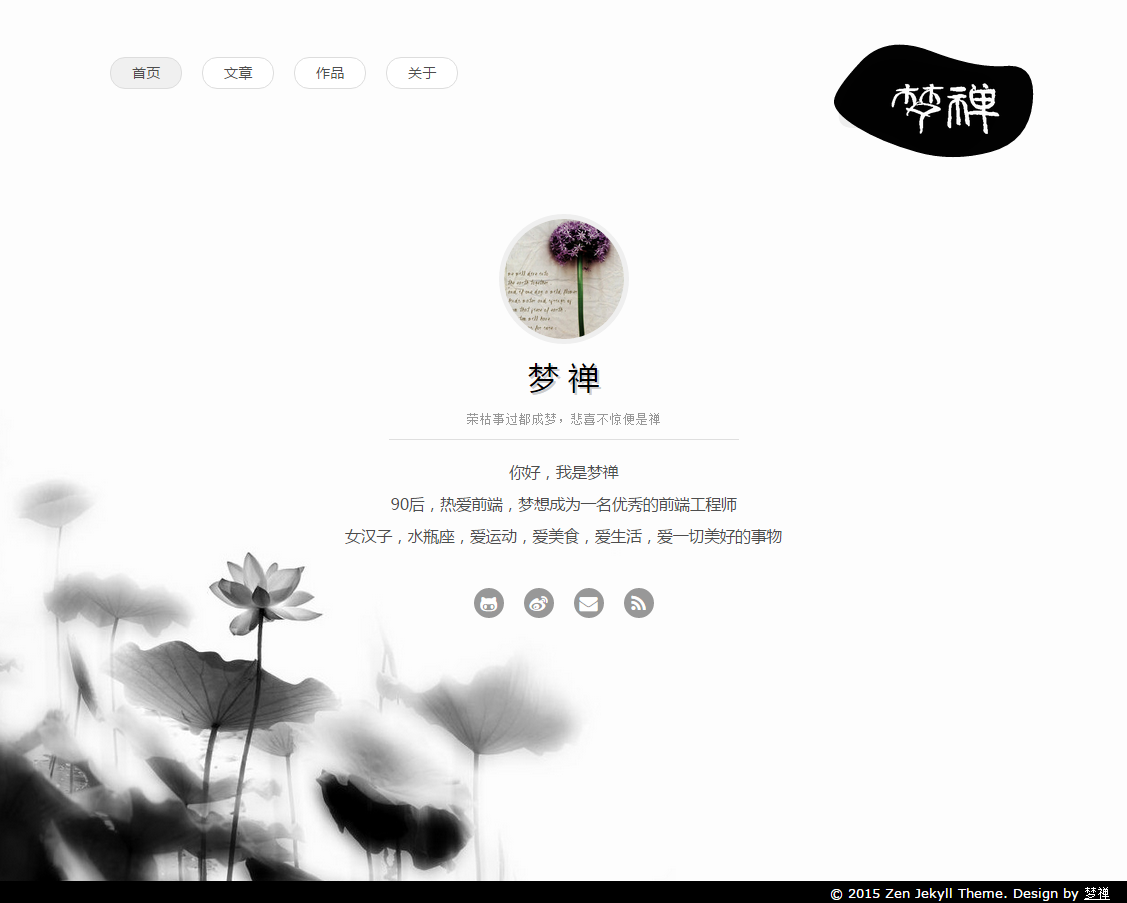 首页 文章 作品 关于
梦禅
梦 禅
荣枯事过都成梦，悲喜不惊便是禅
你好，我是梦禅
90后，热爱前端，梦想成为一名优秀的前端工程师
女汉子，水瓶座，爱运动，爱美食，爱生活，爱一切美好的事物
© 2015 Zen Jekyll Theme. Design by 梦禅